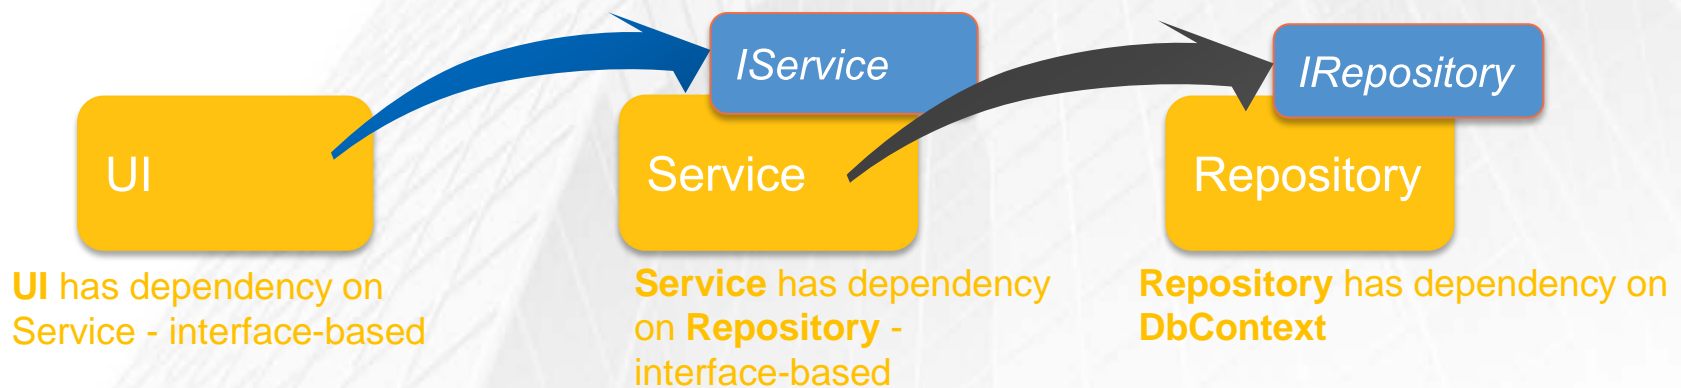 IService
IRepository
UI
Service
Repository
UI has dependency on
Service - interface-based
Service has dependency
on Repository -
interface-based
Repository has dependency on
DbContext